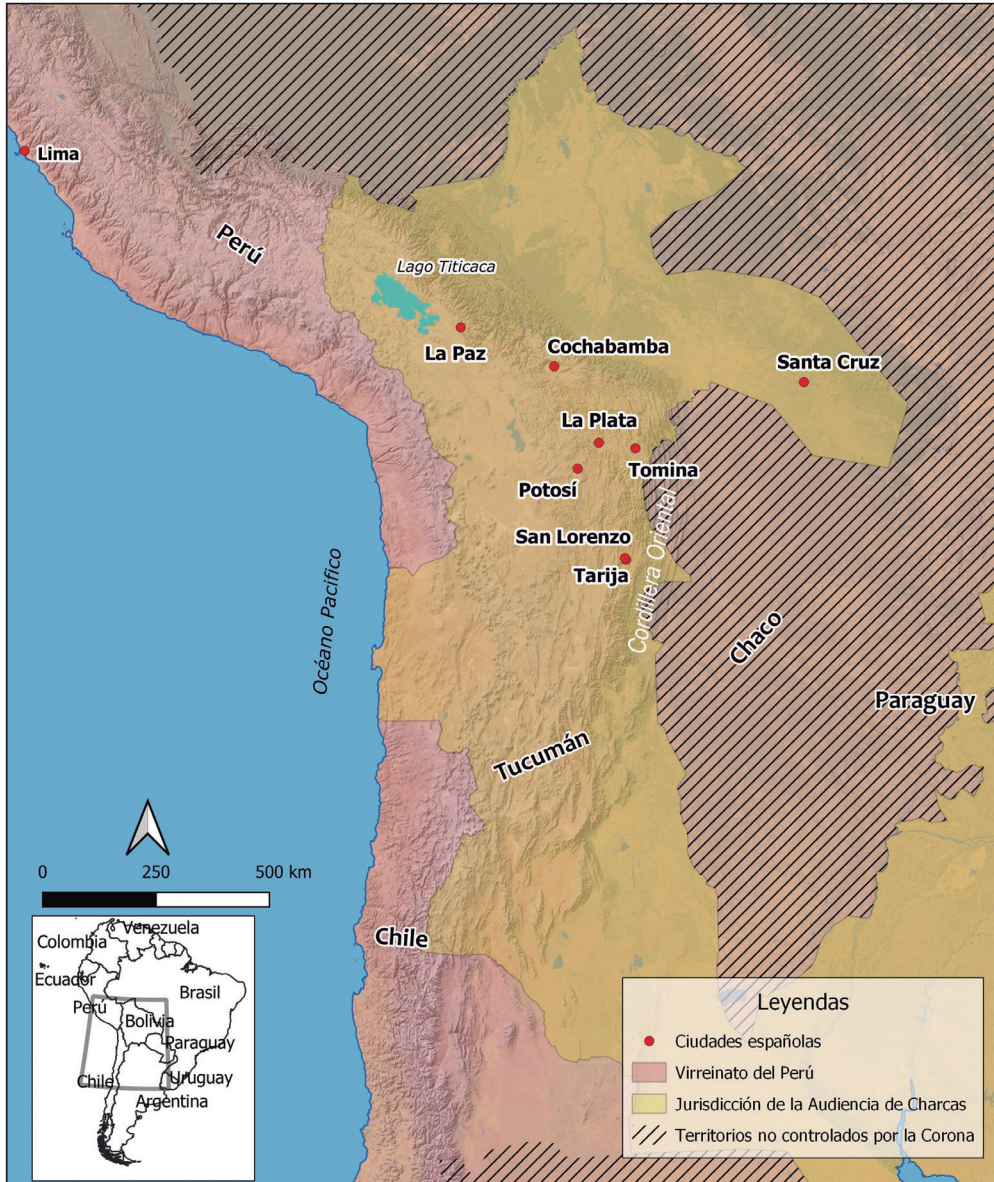 Lima
Perú
Lago Titicaca
La Paz
Cochabamba
Santa Cruz
La Plata
Tomina
Potosí
San Lorenzo
Tarija
Cordillera Oriental
Océano Pacifico
Chaco
Paraguay
Tucumán
Chile
0 250 500 km
Venezuela
Colombia
Ecuador
Brasil
Perú
Bolivia
Paraguay
Chile
Uruguay
Argentina
Leyendas
Ciudades españolas
Virreinato del Perú
Jurisdicción de la Audiencia de Charcas
Territorios no controlados por la Corona